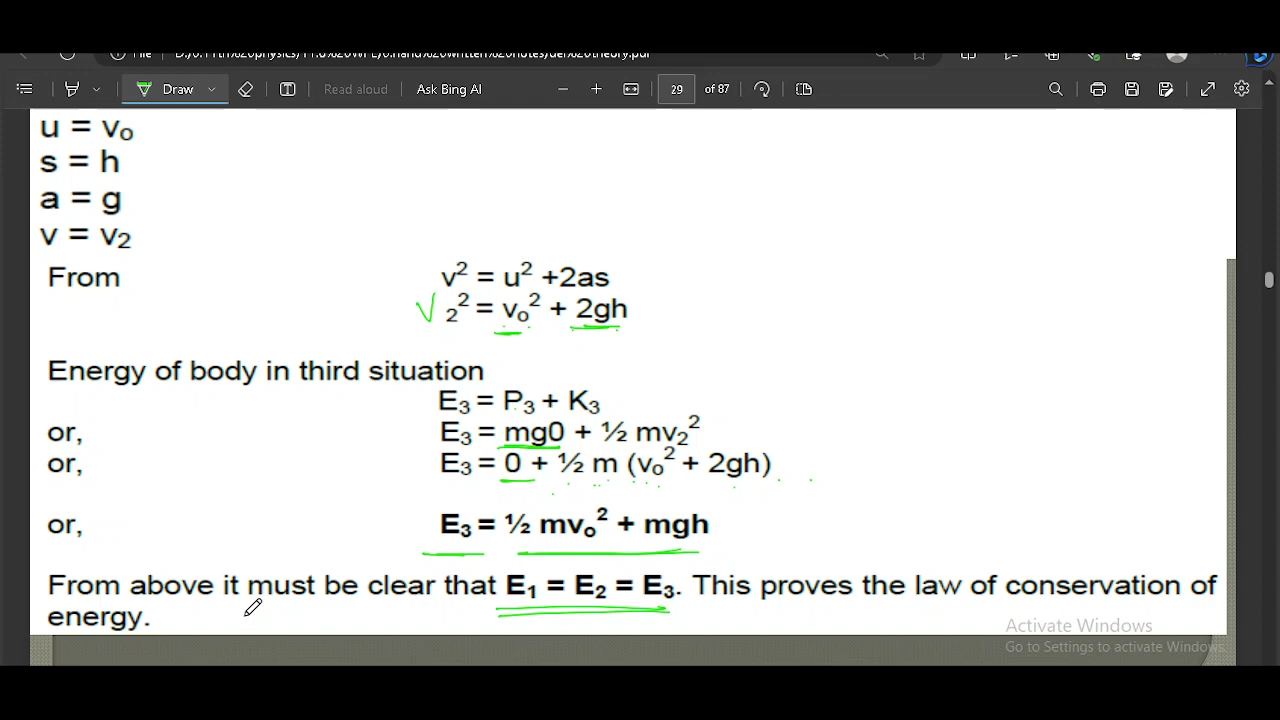 Draw
Read aloud
Ask Bing AI
29
of 87
u = v₀
s = h
a = g
v = v₂
From
v² = u² +2as
√ ₂² = v₀² + 2gh
Energy of body in third situation
E₃ = P₃ + K₃
or,
E₃ = mg0 + ½ mv₂²
or,
E₃ = 0 + ½ m (v₀² + 2gh)
or,
E₃ = ½ mv₀² + mgh
From above it must be clear that E₁ = E₂ = E₃. This proves the law of conservation of
energy.
Activate Windows
Go to Settings to activate Windows.